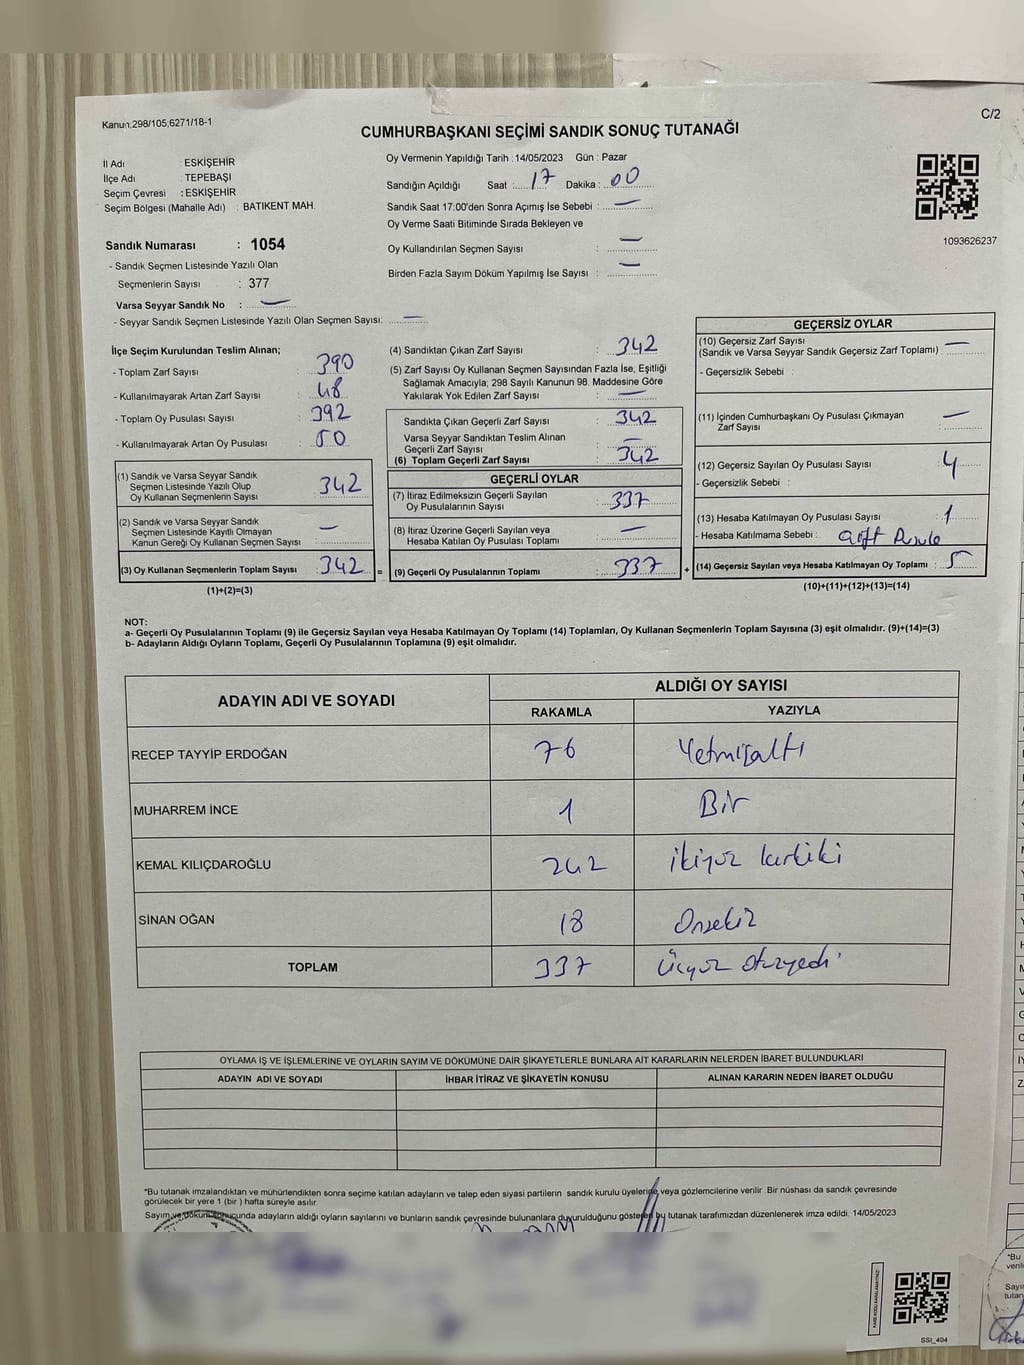 Kanun:298/105,6271/18-1
C/2
CUMHURBAŞKANI SEÇİMİ SANDIK SONUÇ TUTANAĞI
İl Adı : ESKİŞEHİR
İlçe Adı : TEPEBAŞI
Seçim Çevresi : ESKİŞEHİR
Seçim Bölgesi (Mahalle Adı) : BATIKENT MAH.
Oy Vermenin Yapıldığı Tarih : 14/05/2023 Gün : Pazar
Sandığın Açıldığı Saat : 17 Dakika : 00
Sandık Saat 17:00'den Sonra Açımış İse Sebebi : —
Oy Verme Saati Bitiminde Sırada Bekleyen ve
Oy Kullandırılan Seçmen Sayısı : —
Birden Fazla Sayım Döküm Yapılmış İse Sayısı : —
1093626237
Sandık Numarası : 1054
- Sandık Seçmen Listesinde Yazılı Olan
Seçmenlerin Sayısı : 377
Varsa Seyyar Sandık No : —
- Seyyar Sandık Seçmen Listesinde Yazılı Olan Seçmen Sayısı: —
İlçe Seçim Kurulundan Teslim Alınan;
- Toplam Zarf Sayısı : 390
- Kullanılmayarak Artan Zarf Sayısı : 48
- Toplam Oy Pusulası Sayısı : 392
- Kullanılmayarak Artan Oy Pusulası : 50
(1) Sandık ve Varsa Seyyar Sandık
Seçmen Listesinde Yazılı Olup
Oy Kullanan Seçmenlerin Sayısı : 342
(2) Sandık ve Varsa Seyyar Sandık
Seçmen Listesinde Kayıtlı Olmayan
Kanun Gereği Oy Kullanan Seçmen Sayısı : —
(3) Oy Kullanan Seçmenlerin Toplam Sayısı : 342 =
(1)+(2)=(3)
(4) Sandıktan Çıkan Zarf Sayısı : 342
(5) Zarf Sayısı Oy Kullanan Seçmen Sayısından Fazla İse, Eşitliği
Sağlamak Amacıyla; 298 Sayılı Kanunun 98. Maddesine Göre
Yakılarak Yok Edilen Zarf Sayısı : —
Sandıkta Çıkan Geçerli Zarf Sayısı : 342
Varsa Seyyar Sandıktan Teslim Alınan
Geçerli Zarf Sayısı : —
(6) Toplam Geçerli Zarf Sayısı : 342
GEÇERLİ OYLAR
(7) İtiraz Edilmeksizin Geçerli Sayılan
Oy Pusulalarının Sayısı : 337
(8) İtiraz Üzerine Geçerli Sayılan veya
Hesaba Katılan Oy Pusulası Toplamı : —
(9) Geçerli Oy Pusulalarının Toplamı : 337 +
GEÇERSİZ OYLAR
(10) Geçersiz Zarf Sayısı
(Sandık ve Varsa Seyyar Sandık Geçersiz Zarf Toplamı) : —
- Geçersizlik Sebebi :
(11) İçinden Cumhurbaşkanı Oy Pusulası Çıkmayan
Zarf Sayısı : —
(12) Geçersiz Sayılan Oy Pusulası Sayısı : 4
- Geçersizlik Sebebi :
(13) Hesaba Katılmayan Oy Pusulası Sayısı : 1
- Hesaba Katılmama Sebebi : çift Pusula
(14) Geçersiz Sayılan veya Hesaba Katılmayan Oy Toplamı : 5
(10)+(11)+(12)+(13)=(14)
NOT:
a- Geçerli Oy Pusulalarının Toplamı (9) ile Geçersiz Sayılan veya Hesaba Katılmayan Oy Toplamı (14) Toplamları, Oy Kullanan Seçmenlerin Toplam Sayısına (3) eşit olmalıdır. (9)+(14)=(3)
b- Adayların Aldığı Oyların Toplamı, Geçerli Oy Pusulalarının Toplamına (9) eşit olmalıdır.
ADAYIN ADI VE SOYADI ALDIĞI OY SAYISI
RAKAMLA YAZIYLA
RECEP TAYYİP ERDOĞAN 76 Yetmişaltı
MUHARREM İNCE 1 Bir
KEMAL KILIÇDAROĞLU 242 ikiyüz kırkiki
SİNAN OĞAN 18 Onsekiz
TOPLAM 337 Üçyüz otuzyedi
OYLAMA İŞ VE İŞLEMLERİNE VE OYLARIN SAYIM VE DÖKÜMÜNE DAİR ŞİKAYETLERLE BUNLARA AİT KARARLARIN NELERDEN İBARET BULUNDUKLARI
ADAYIN ADI VE SOYADI İHBAR İTİRAZ VE ŞİKAYETİN KONUSU ALINAN KARARIN NEDEN İBARET OLDUĞU
*Bu tutanak imzalandıktan ve mühürlendikten sonra seçime katılan adayların ve talep eden siyasi partilerin sandık kurulu üyelerine veya gözlemcilerine verilir. Bir nüshası da sandık çevresinde
görülecek bir yere 1 (bir ) hafta süreyle asılır.
Sayım ve döküm sonucunda adayların aldığı oyların sayılarını ve bunların sandık çevresinde bulunanlara duyurulduğunu gösteren bu tutanak tarafımızdan düzenlenerek imza edildi. 14/05/2023
SSI_404